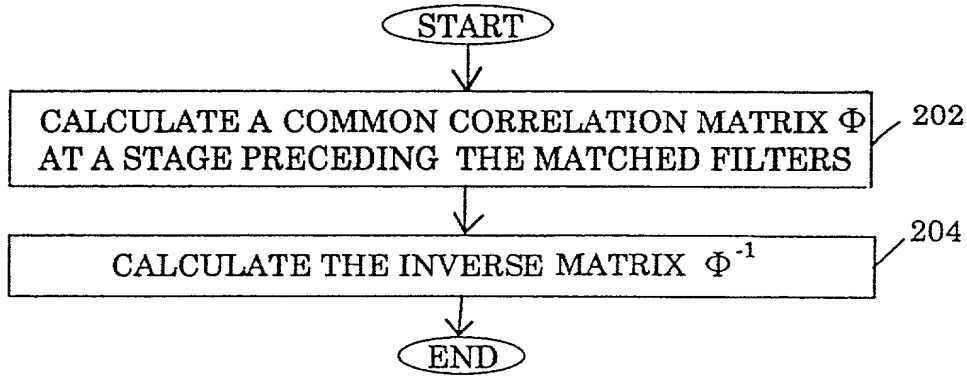 START
CALCULATE A COMMON CORRELATION MATRIX Φ
AT A STAGE PRECEDING THE MATCHED FILTERS
202
CALCULATE THE INVERSE MATRIX Φ⁻¹
204
END